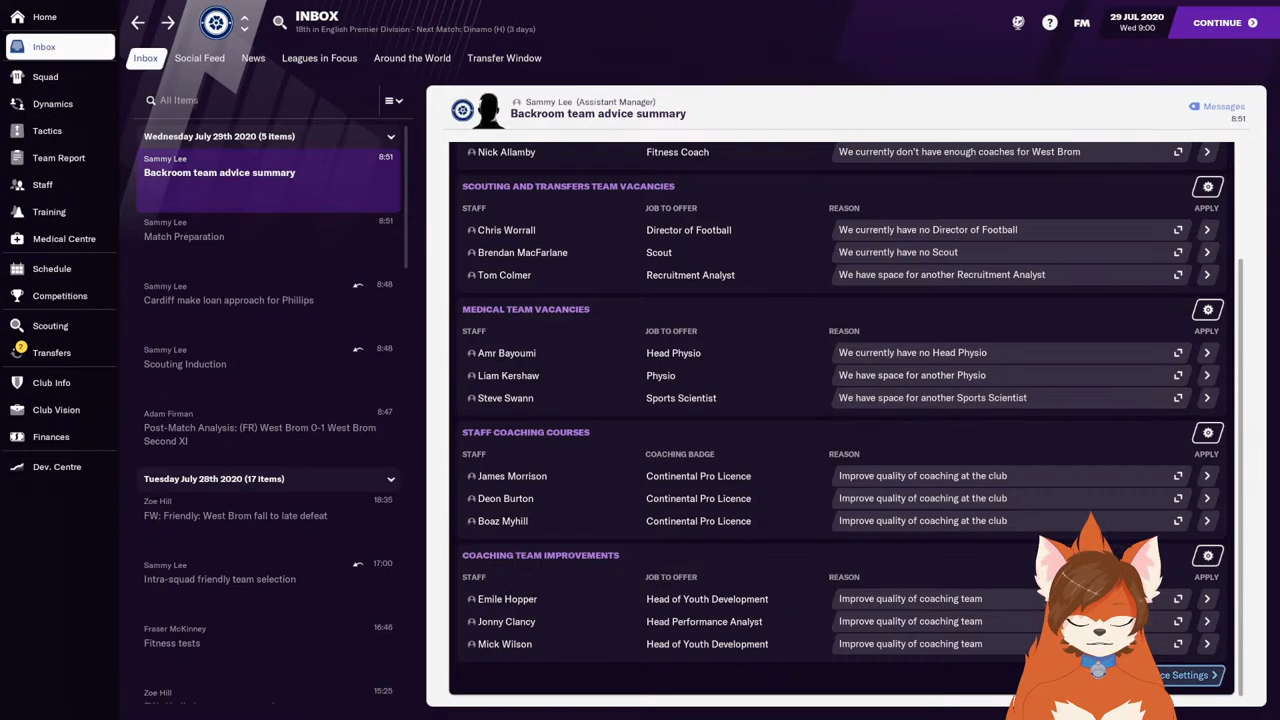 Home
Inbox
Squad
Dynamics
Tactics
Team Report
Staff
Training
Medical Centre
Schedule
Competitions
Scouting
2
Transfers
Club Info
Club Vision
Finances
Dev. Centre
INBOX
18th in English Premier Division - Next Match: Dinamo (H) (3 days)
FM
29 JUL 2020
Wed 9:00
CONTINUE
Inbox Social Feed News Leagues in Focus Around the World Transfer Window
All Items
Wednesday July 29th 2020 (5 Items)
Sammy Lee 8:51
Backroom team advice summary
Sammy Lee 8:51
Match Preparation
Sammy Lee 8:48
Cardiff make loan approach for Phillips
Sammy Lee 8:48
Scouting Induction
Adam Firman 8:47
Post-Match Analysis: (FR) West Brom 0-1 West Brom
Second XI
Tuesday July 28th 2020 (17 Items)
Zoe Hill 18:35
FW: Friendly: West Brom fall to late defeat
Sammy Lee 17:00
Intra-squad friendly team selection
Fraser McKinney 16:46
Fitness tests
Zoe Hill 15:25
Sammy Lee (Assistant Manager)
Backroom team advice summary
Messages
8:51
Nick Allamby Fitness Coach We currently don't have enough coaches for West Brom
SCOUTING AND TRANSFERS TEAM VACANCIES
STAFF JOB TO OFFER REASON APPLY
Chris Worrall Director of Football We currently have no Director of Football
Brendan MacFarlane Scout We currently have no Scout
Tom Colmer Recruitment Analyst We have space for another Recruitment Analyst
MEDICAL TEAM VACANCIES
STAFF JOB TO OFFER REASON APPLY
Amr Bayoumi Head Physio We currently have no Head Physio
Liam Kershaw Physio We have space for another Physio
Steve Swann Sports Scientist We have space for another Sports Scientist
STAFF COACHING COURSES
STAFF COACHING BADGE REASON APPLY
James Morrison Continental Pro Licence Improve quality of coaching at the club
Deon Burton Continental Pro Licence Improve quality of coaching at the club
Boaz Myhill Continental Pro Licence Improve quality of coaching at the club
COACHING TEAM IMPROVEMENTS
STAFF JOB TO OFFER REASON APPLY
Emile Hopper Head of Youth Development Improve quality of coaching team
Jonny Clancy Head Performance Analyst Improve quality of coaching team
Mick Wilson Head of Youth Development Improve quality of coaching team
Settings